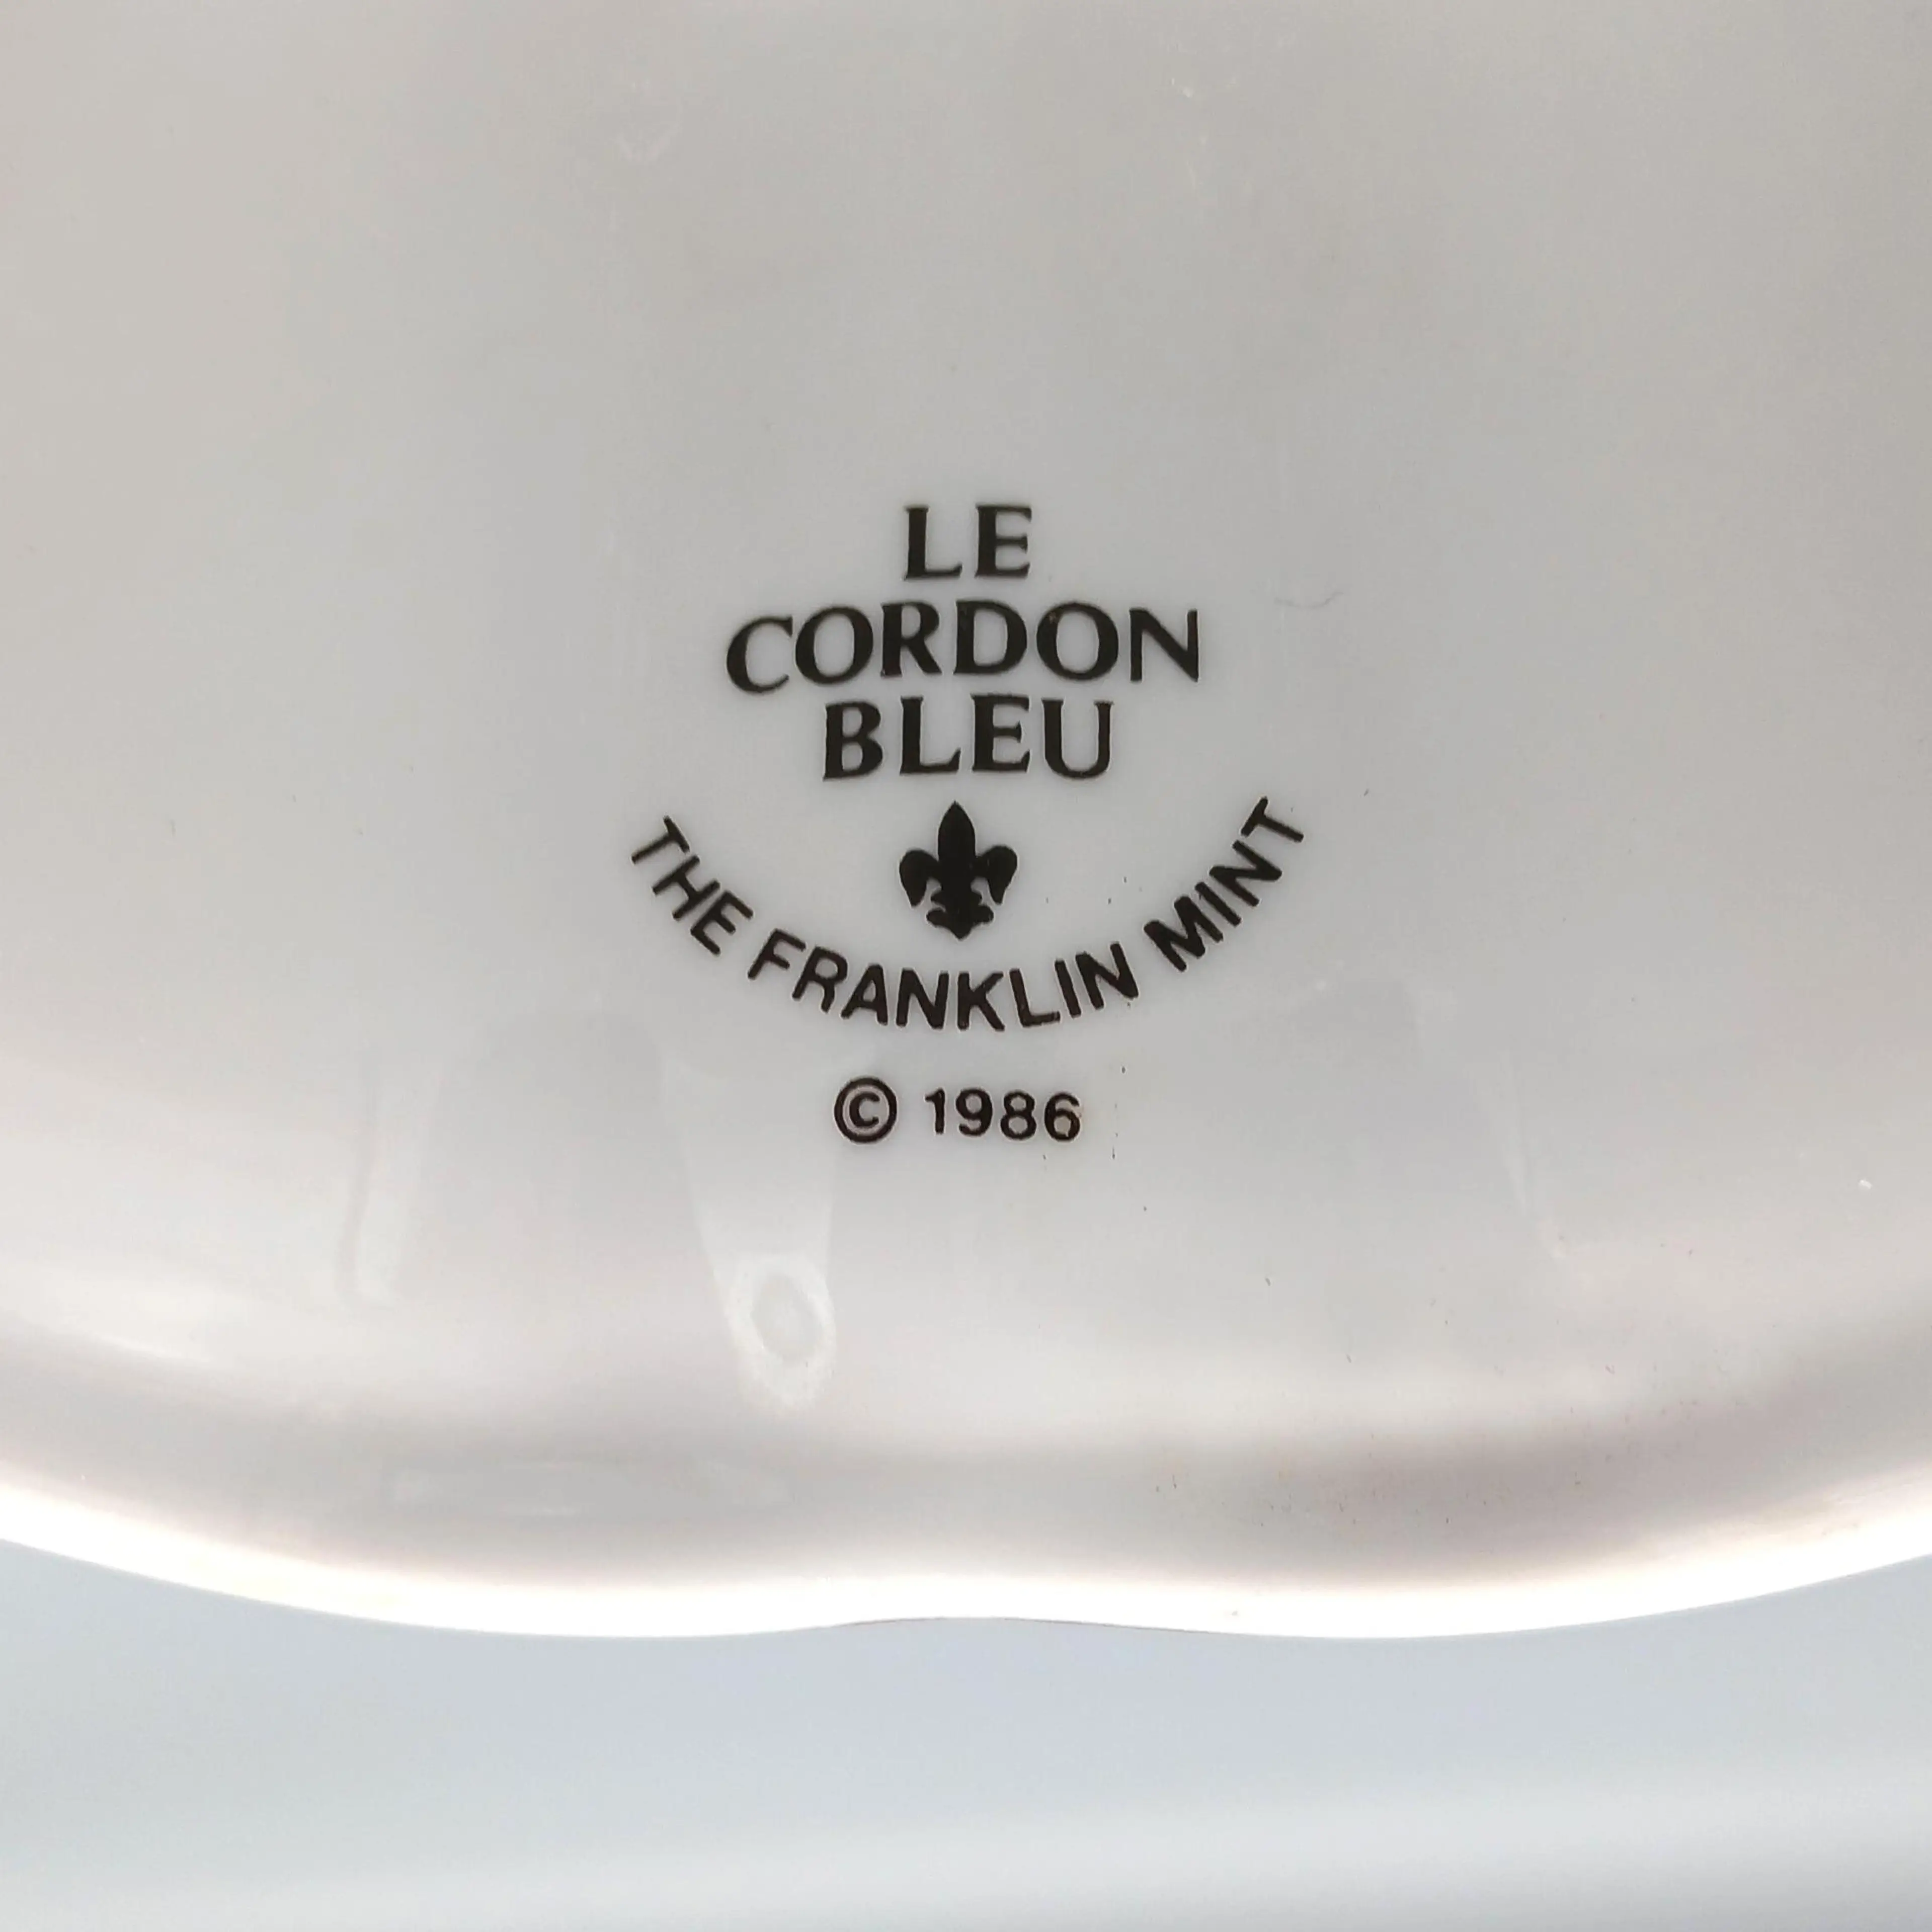 LE
CORDON
BLEU
THE FRANKLIN MINT
© 1986